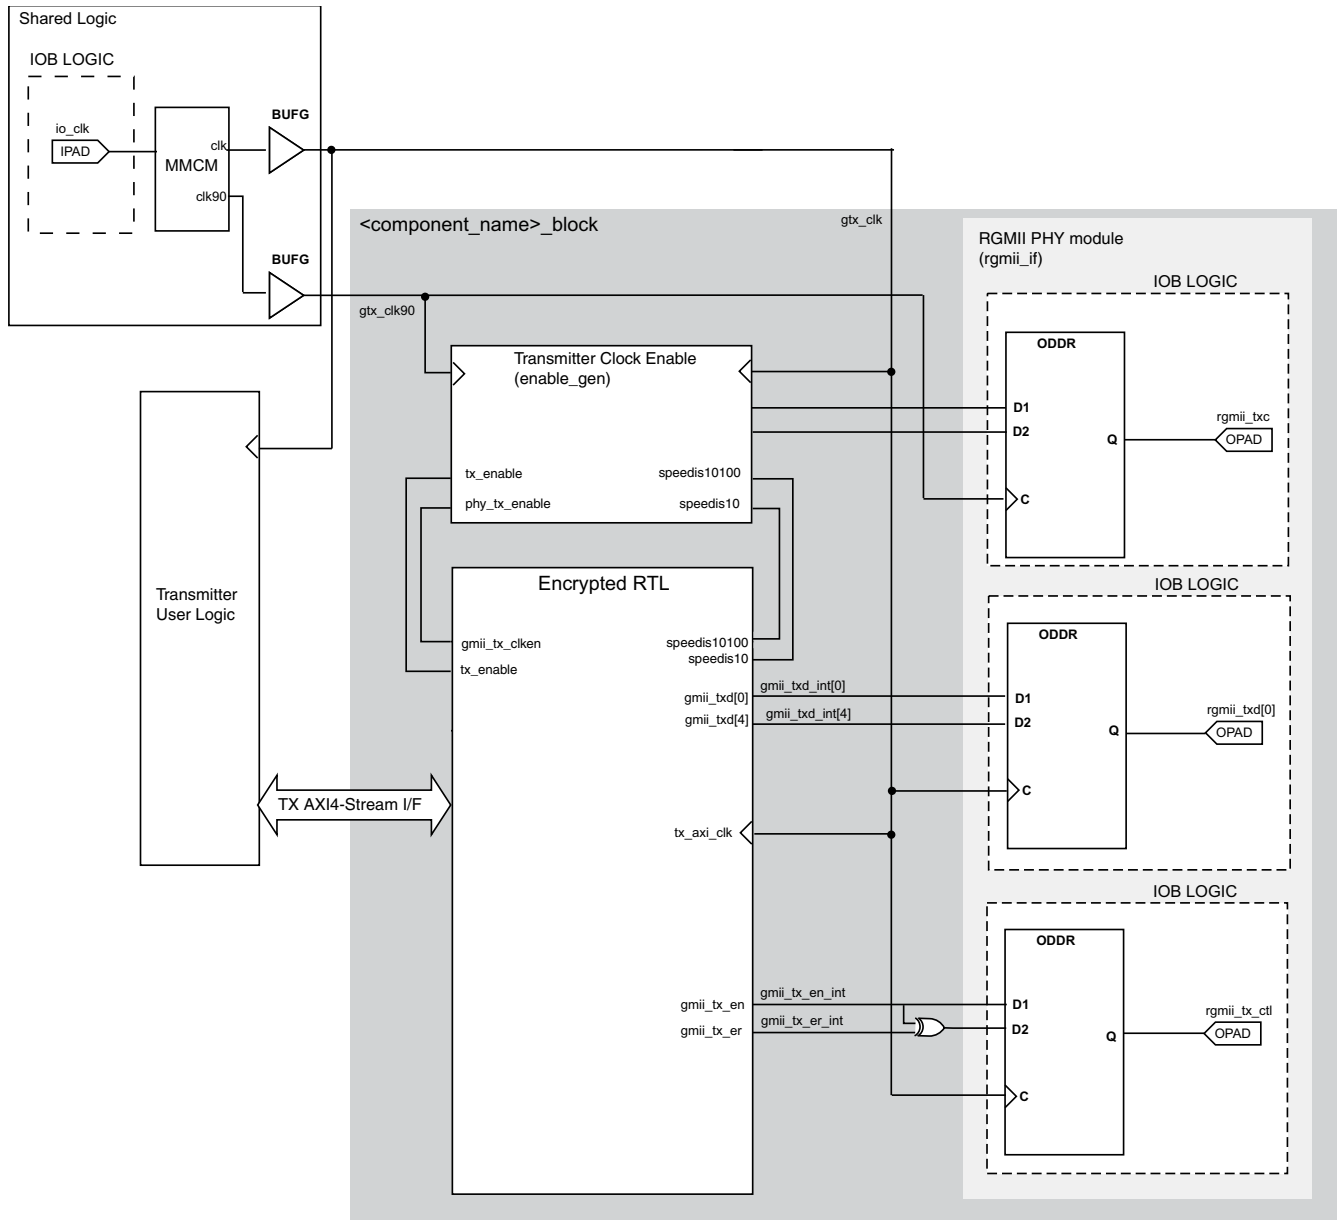 Shared Logic
IOB LOGIC
io_clk
IPAD
MMCM
clk
clk90
BUFG
BUFG
<component_name>_block
gtx_clk
gtx_clk90
RGMII PHY module
(rgmii_if)
IOB LOGIC
ODDR
D1
D2
Q
C
rgmii_txc
OPAD
Transmitter Clock Enable
(enable_gen)
tx_enable
phy_tx_enable
speedis10100
speedis10
Transmitter
User Logic
TX AXI4-Stream I/F
Encrypted RTL
gmii_tx_clken
tx_enable
speedis10100
speedis10
gmii_txd[0]
gmii_txd[4]
gmii_txd_int[0]
gmii_txd_int[4]
tx_axi_clk
gmii_tx_en
gmii_tx_er
gmii_tx_en_int
gmii_tx_er_int
IOB LOGIC
ODDR
D1
D2
Q
C
rgmii_txd[0]
OPAD
IOB LOGIC
ODDR
D1
D2
Q
C
rgmii_tx_ctl
OPAD